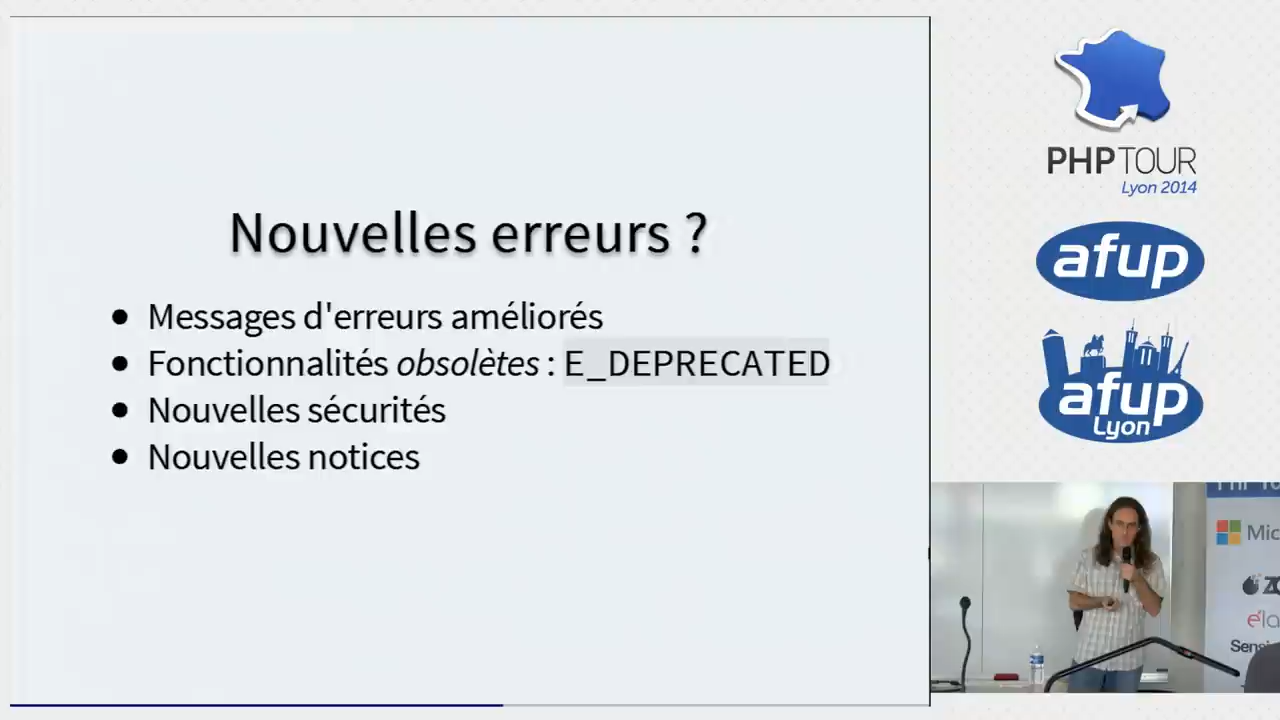 Nouvelles erreurs ?
Messages d'erreurs améliorés
Fonctionnalités obsolètes : E_DEPRECATED
Nouvelles sécurités
Nouvelles notices
PHP TOUR
Lyon 2014
afup
afup
Lyon